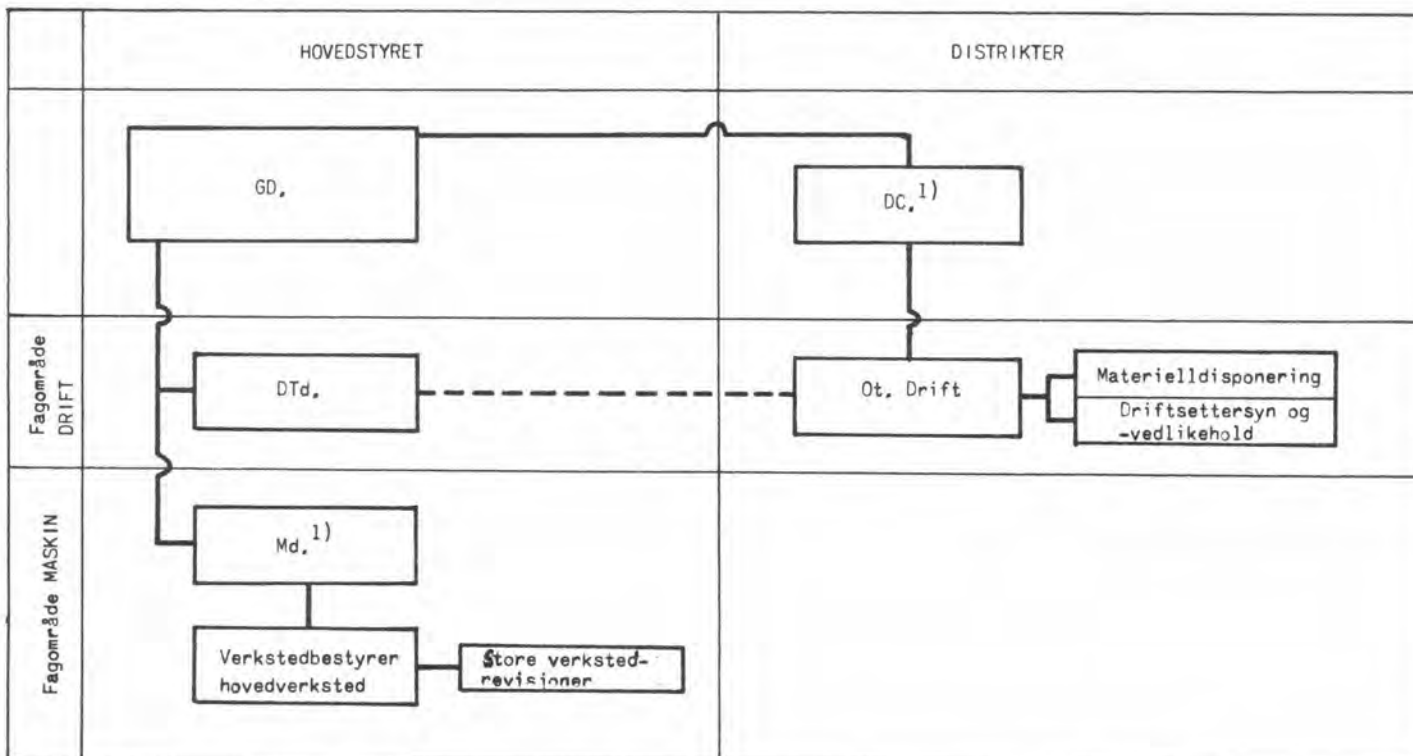 HOVEDSTYRET
DISTRIKTER
GD.
DC.1)
Fagområde
DRIFT
DTd.
Ot. Drift
Materielldisponering
Driftsettersyn og
-vedlikehold
Fagområde MASKIN
Md.1)
Verkstedbestyrer
hovedverksted
Store verksted-
revisjoner